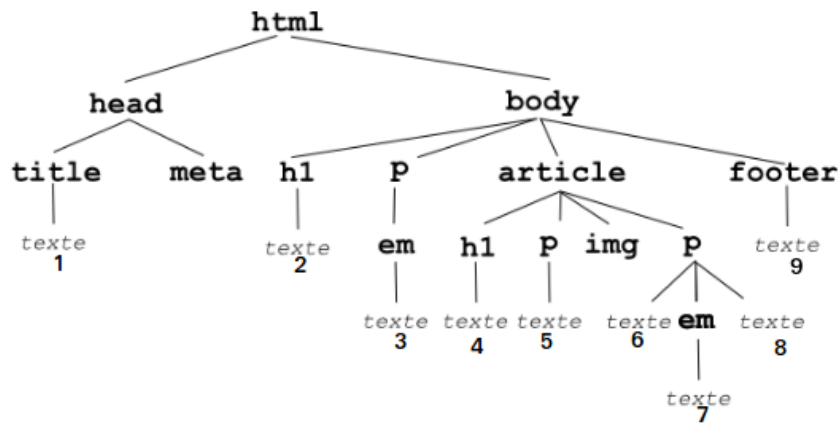 html
head body
title meta h1 p article footer
texte texte em h1 p img p texte
1 2 9
texte texte texte texte em texte
3 4 5 6 8
texte
7